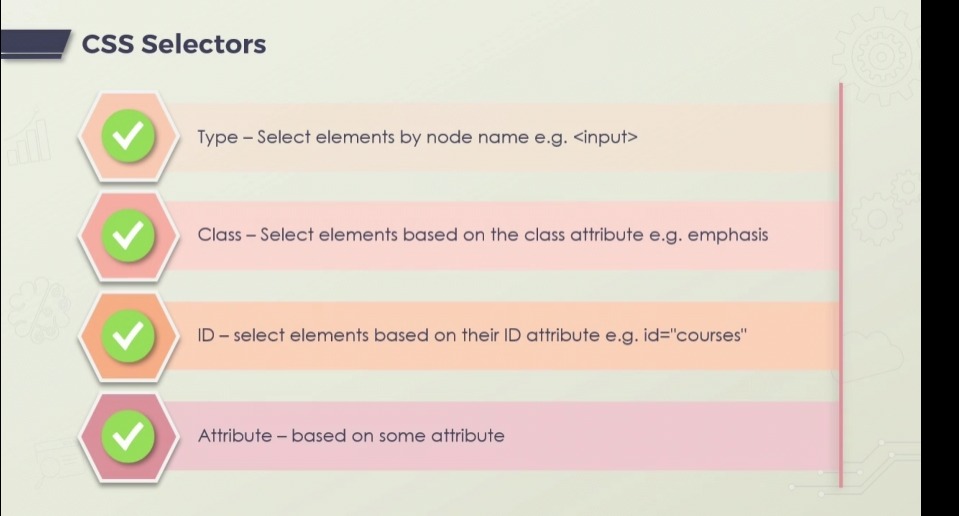 CSS Selectors
Type – Select elements by node name e.g. <input>
Class – Select elements based on the class attribute e.g. emphasis
ID – select elements based on their ID attribute e.g. id="courses"
Attribute – based on some attribute